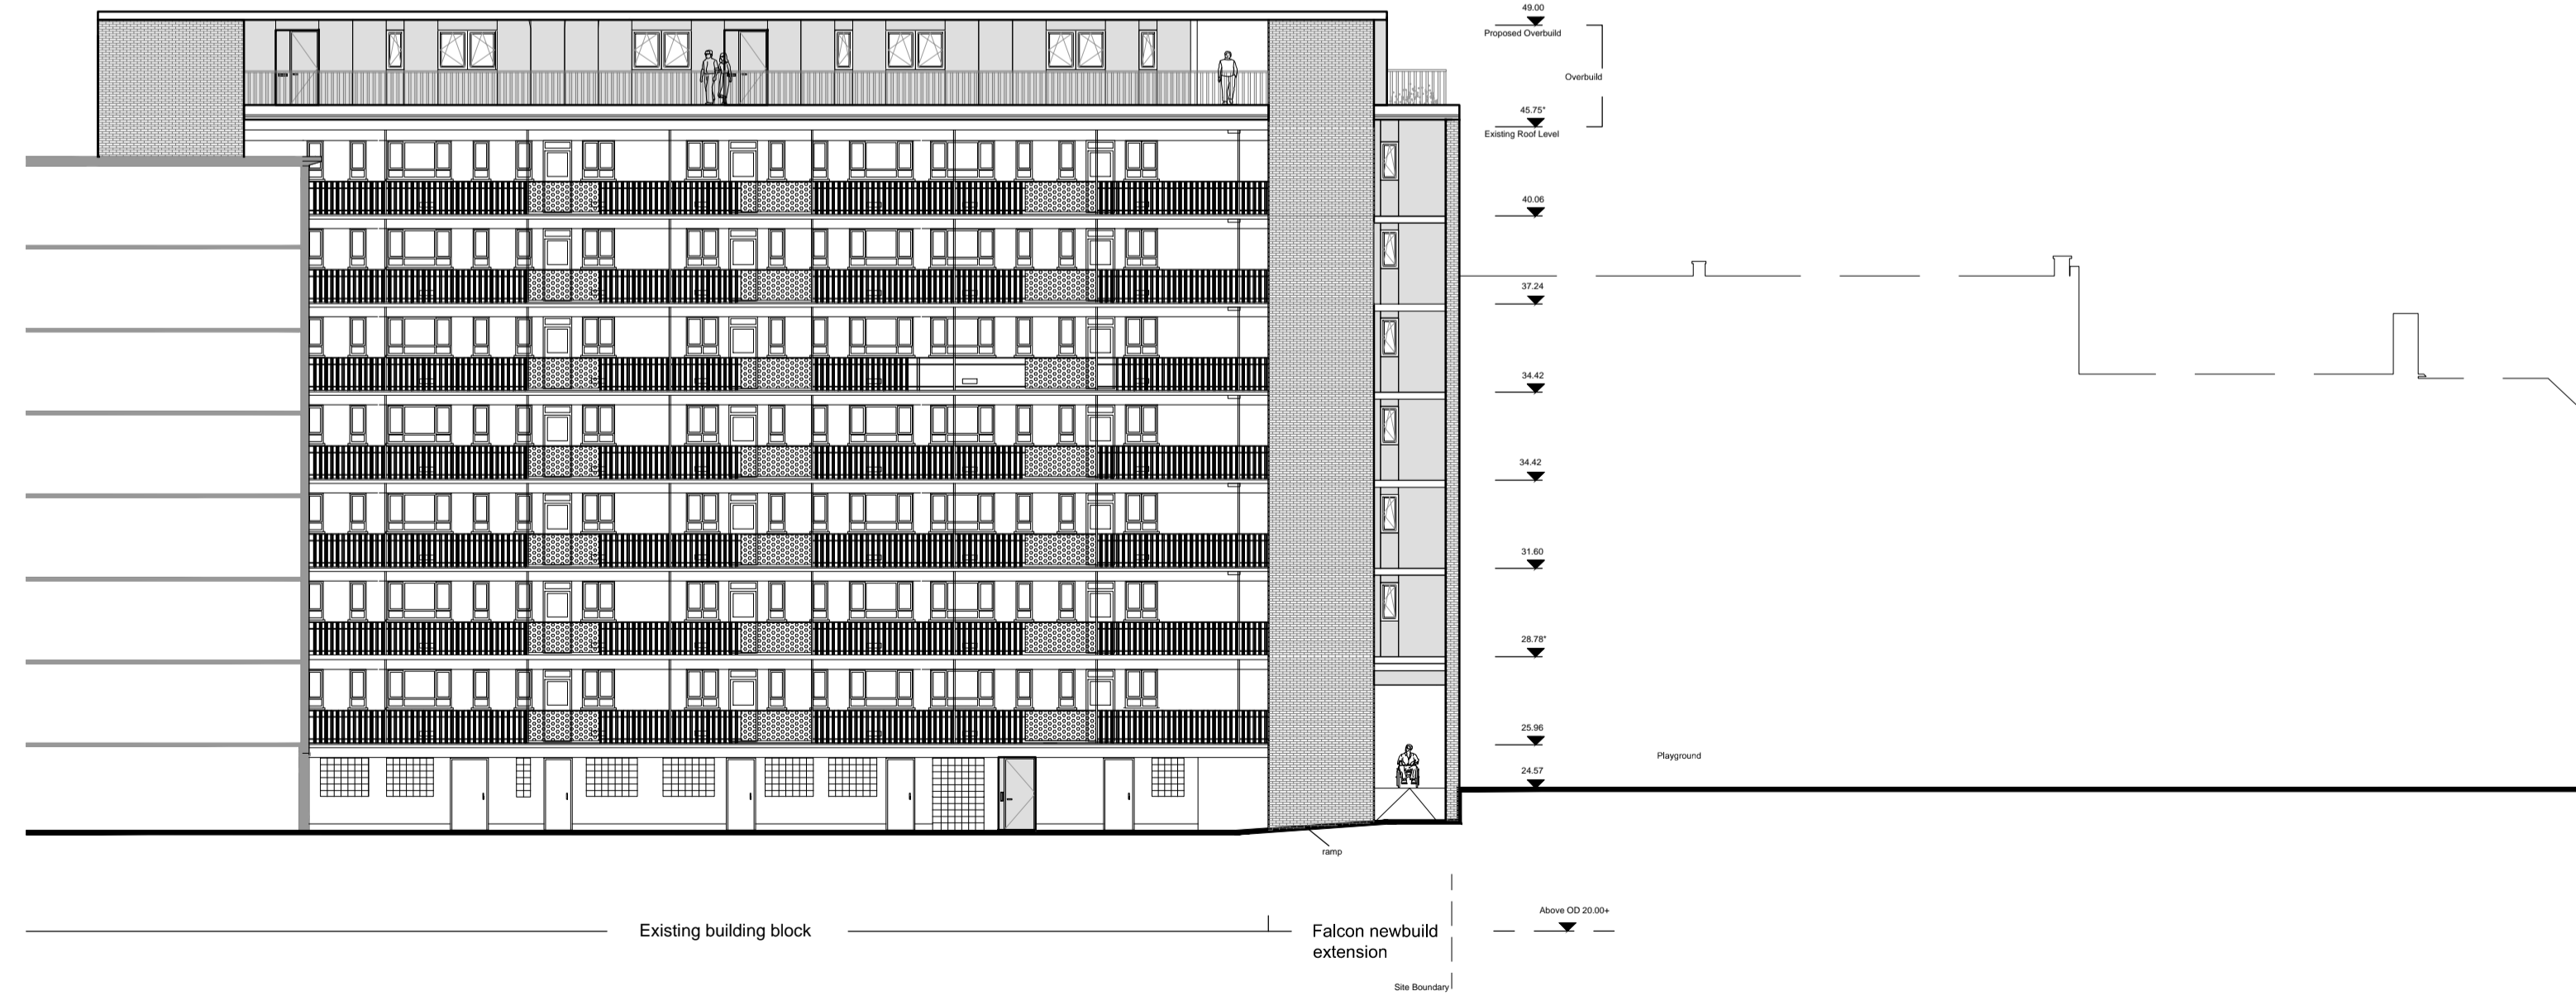 49.00
Proposed Overbuild
Overbuild
45.75"
Existing Roof Level
40.06
37.24
34.42
34.42
31.60
28.78"
25.96
Playground
24.57
ramp
Above OD 20.00+
Existing building block
Falcon newbuild
extension
Site Boundary